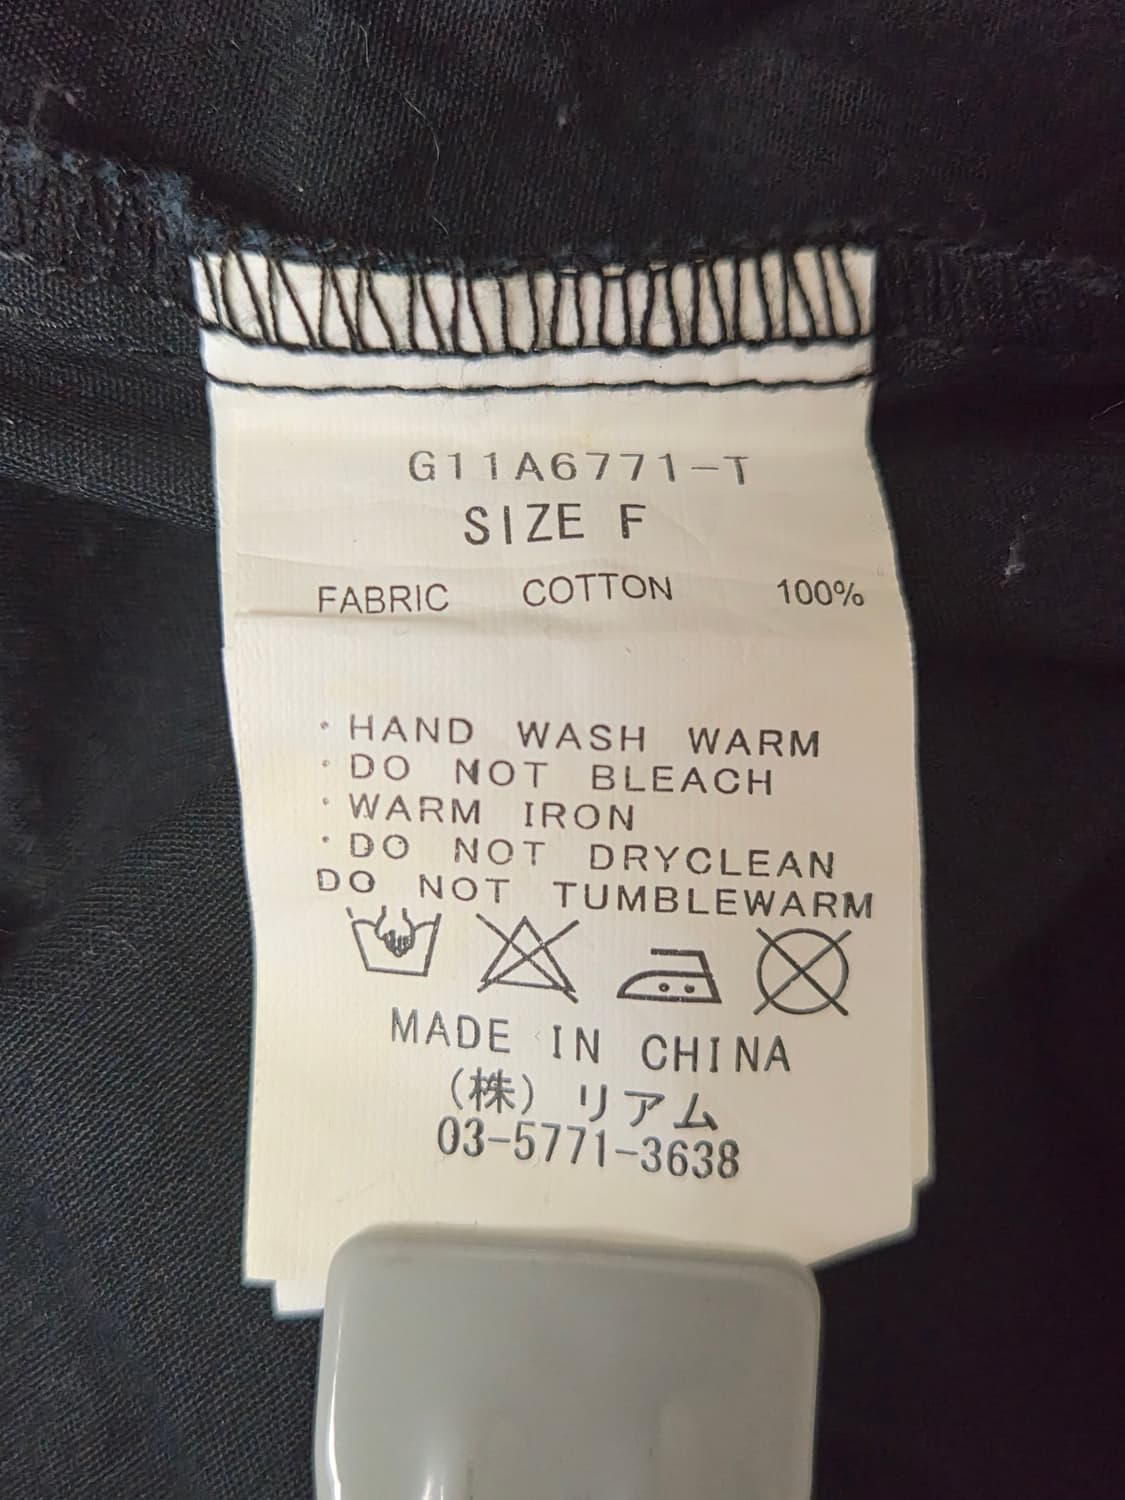 G11A6771-T
SIZE F
FABRIC COTTON 100%
・HAND WASH WARM
・DO NOT BLEACH
・WARM IRON
・DO NOT DRYCLEAN
DO NOT TUMBLEWARM
MADE IN CHINA
(株) リアム
03-5771-3638